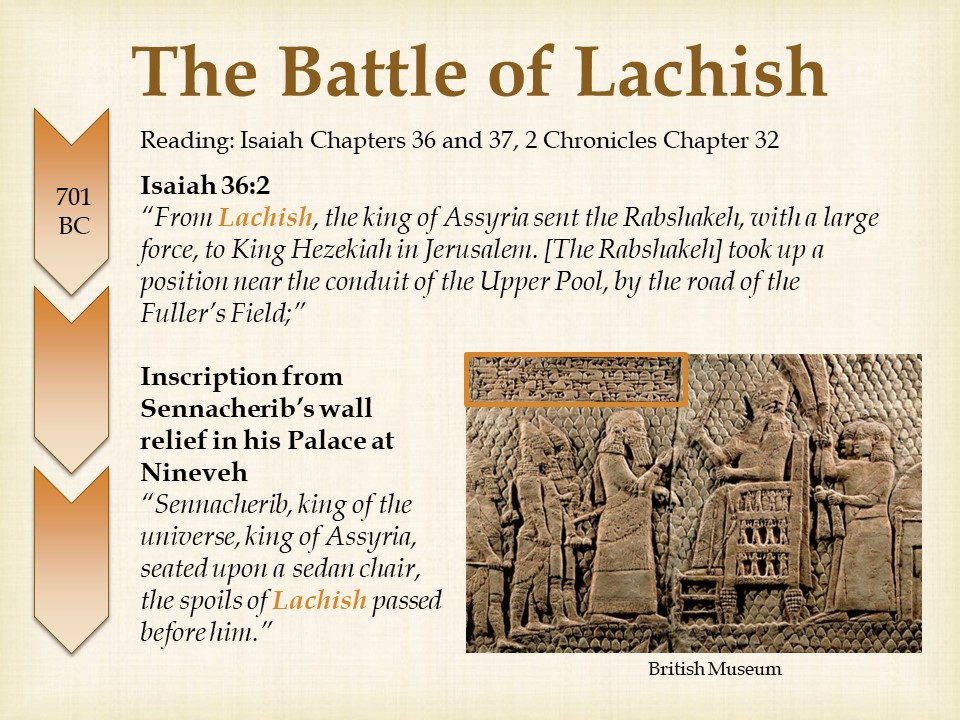 The Battle of Lachish
Reading: Isaiah Chapters 36 and 37, 2 Chronicles Chapter 32
701
BC
Isaiah 36:2
“From Lachish, the king of Assyria sent the Rabshakeh, with a large
force, to King Hezekiah in Jerusalem. [The Rabshakeh] took up a
position near the conduit of the Upper Pool, by the road of the
Fuller’s Field;”
Inscription from
Sennacherib’s wall
relief in his Palace at
Nineveh
“Sennacherib, king of the
universe, king of Assyria,
seated upon a sedan chair,
the spoils of Lachish passed
before him.”
British Museum